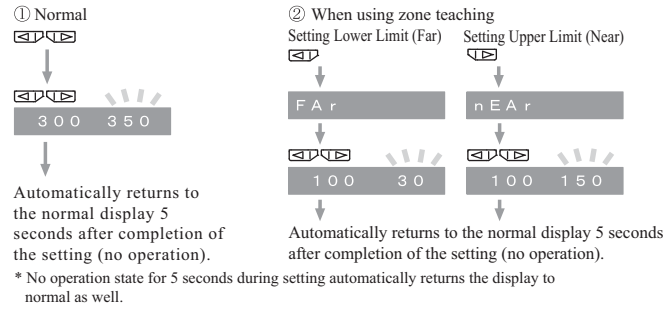 ① Normal
300 350
Automatically returns to
the normal display 5
seconds after completion of
the setting (no operation).
② When using zone teaching
Setting Lower Limit (Far)
FAr
100 30
Setting Upper Limit (Near)
nEAr
100 150
Automatically returns to the normal display 5 seconds
after completion of the setting (no operation).
* No operation state for 5 seconds during setting automatically returns the display to
normal as well.